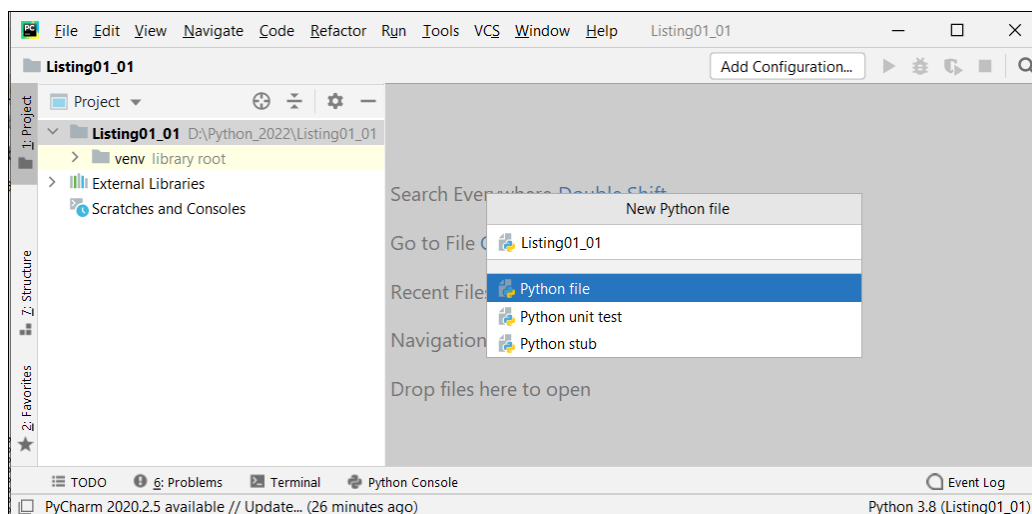 PC File Edit View Navigate Code Refactor Run Tools VCS Window Help Listing01_01
Listing01_01 Add Configuration...
1: Project
Project
Listing01_01 D:\Python_2022\Listing01_01
venv library root
External Libraries
Scratches and Consoles
Search Everywhere Double Shift
New Python file
Go to File
Listing01_01
Recent Files
Python file
Python unit test
Navigation
Python stub
Drop files here to open
7: Structure
2: Favorites
TODO 6: Problems Terminal Python Console Event Log
PyCharm 2020.2.5 available // Update... (26 minutes ago) Python 3.8 (Listing01_01)